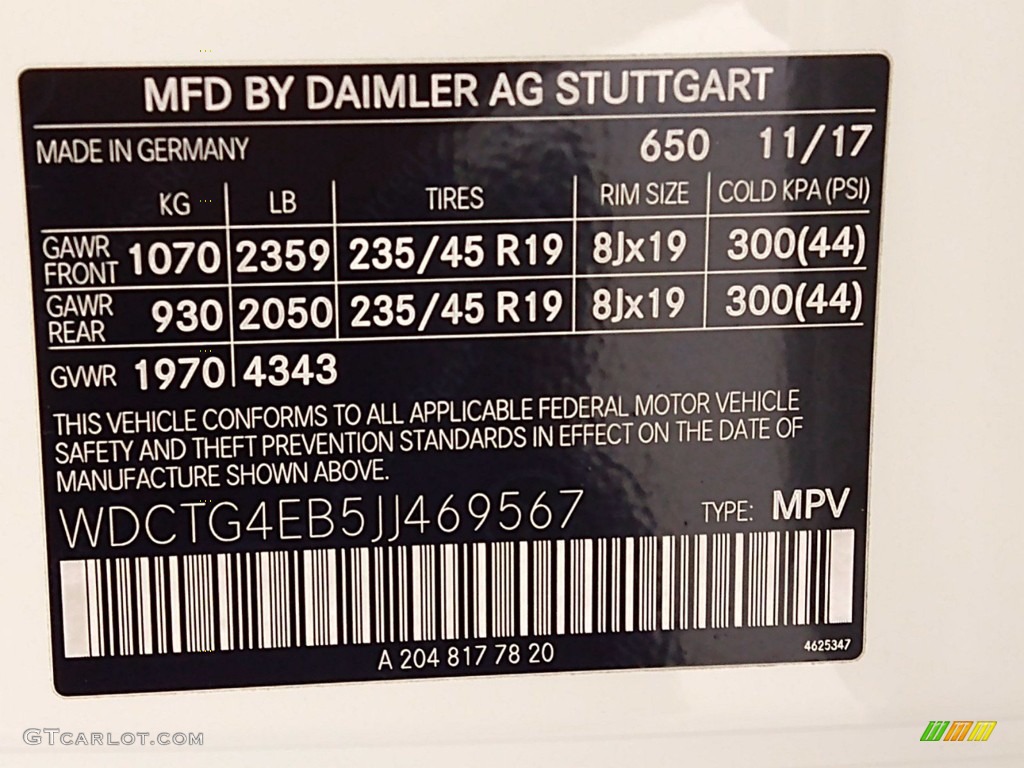 MFD BY DAIMLER AG STUTTGART
MADE IN GERMANY 650 11/17
KG LB TIRES RIM SIZE COLD KPA (PSI)
GAWR FRONT 1070 2359 235/45 R19 8Jx19 300(44)
GAWR REAR 930 2050 235/45 R19 8Jx19 300(44)
GVWR 1970 4343
THIS VEHICLE CONFORMS TO ALL APPLICABLE FEDERAL MOTOR VEHICLE
SAFETY AND THEFT PREVENTION STANDARDS IN EFFECT ON THE DATE OF
MANUFACTURE SHOWN ABOVE.
WDCTG4EB5JJ469567 TYPE: MPV
A 204 817 78 20 4625347
GTCARLOT.COM